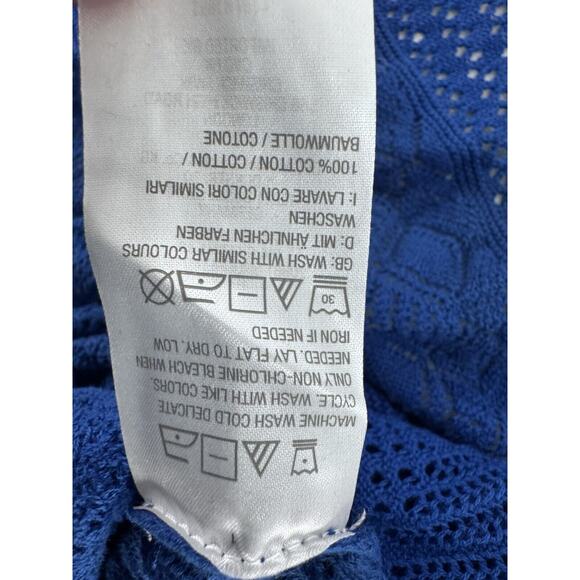 MACHINE WASH COLD DELICATE
CYCLE. WASH WITH LIKE COLORS.
ONLY NON-CHLORINE BLEACH WHEN
NEEDED. LAY FLAT TO DRY. LOW
IRON IF NEEDED
30
GB: WASH WITH SIMILAR COLOURS
D: MIT ÄHNLICHEN FARBEN
WASCHEN
I: LAVARE CON COLORI SIMILARI
100% COTTON / COTTON /
BAUMWOLLE / COTONE